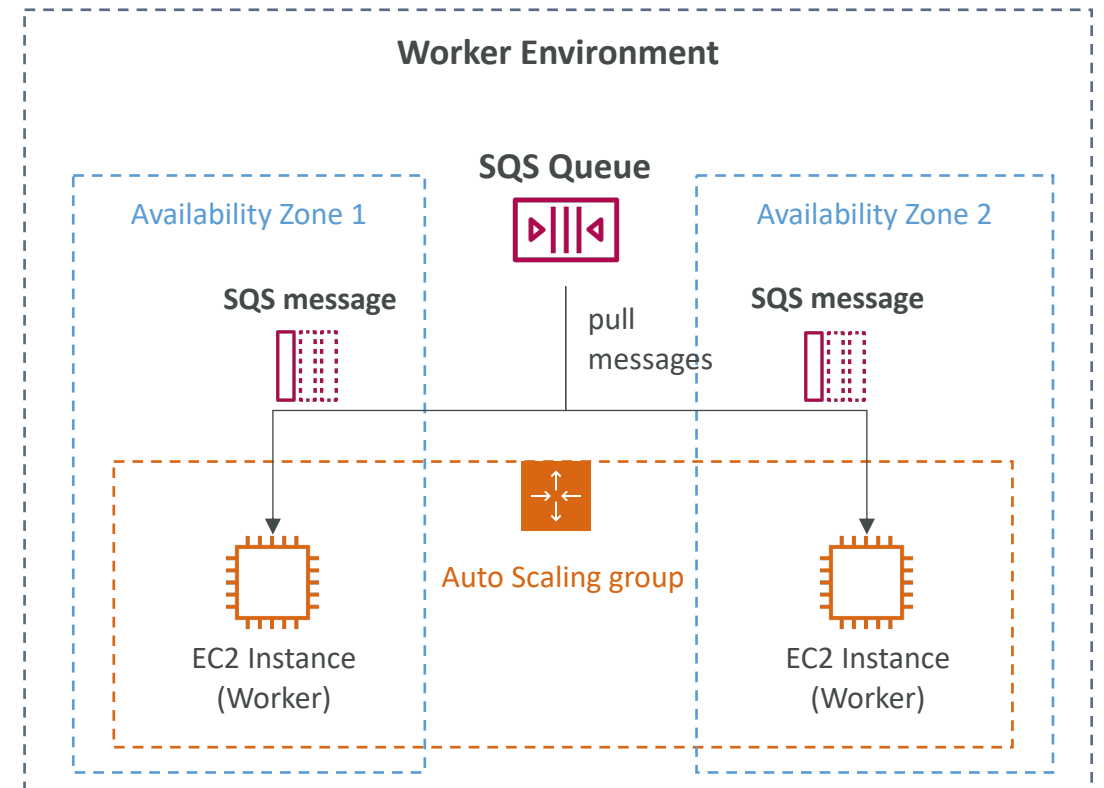 Worker Environment
SQS Queue
Availability Zone 1
Availability Zone 2
SQS message
SQS message
pull
messages
Auto Scaling group
EC2 Instance
(Worker)
EC2 Instance
(Worker)